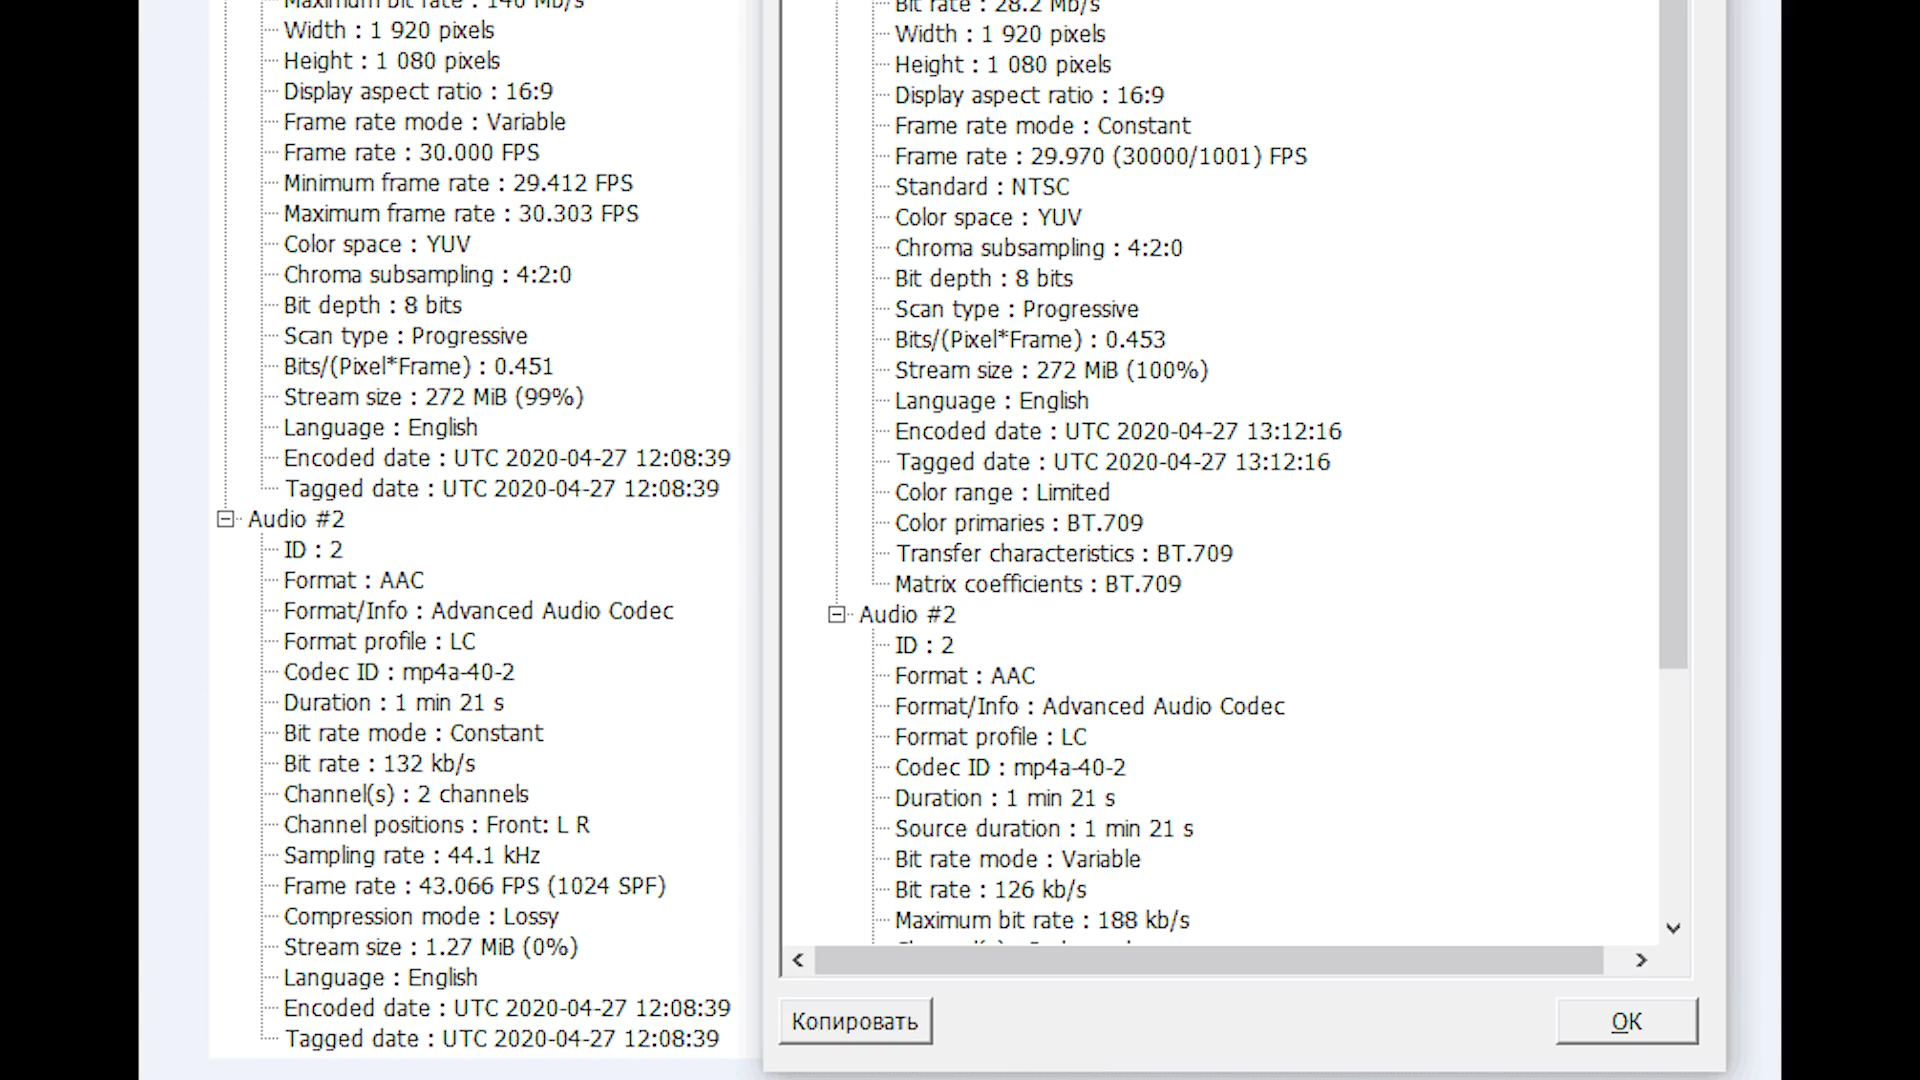 Maximum bit rate : 140 Mb/s
Width : 1 920 pixels
Height : 1 080 pixels
Display aspect ratio : 16:9
Frame rate mode : Variable
Frame rate : 30.000 FPS
Minimum frame rate : 29.412 FPS
Maximum frame rate : 30.303 FPS
Color space : YUV
Chroma subsampling : 4:2:0
Bit depth : 8 bits
Scan type : Progressive
Bits/(Pixel*Frame) : 0.451
Stream size : 272 MiB (99%)
Language : English
Encoded date : UTC 2020-04-27 12:08:39
Tagged date : UTC 2020-04-27 12:08:39
Audio #2
ID : 2
Format : AAC
Format/Info : Advanced Audio Codec
Format profile : LC
Codec ID : mp4a-40-2
Duration : 1 min 21 s
Bit rate mode : Constant
Bit rate : 132 kb/s
Channel(s) : 2 channels
Channel positions : Front: L R
Sampling rate : 44.1 kHz
Frame rate : 43.066 FPS (1024 SPF)
Compression mode : Lossy
Stream size : 1.27 MiB (0%)
Language : English
Encoded date : UTC 2020-04-27 12:08:39
Tagged date : UTC 2020-04-27 12:08:39
Bit rate : 28.2 Mb/s
Width : 1 920 pixels
Height : 1 080 pixels
Display aspect ratio : 16:9
Frame rate mode : Constant
Frame rate : 29.970 (30000/1001) FPS
Standard : NTSC
Color space : YUV
Chroma subsampling : 4:2:0
Bit depth : 8 bits
Scan type : Progressive
Bits/(Pixel*Frame) : 0.453
Stream size : 272 MiB (100%)
Language : English
Encoded date : UTC 2020-04-27 13:12:16
Tagged date : UTC 2020-04-27 13:12:16
Color range : Limited
Color primaries : BT.709
Transfer characteristics : BT.709
Matrix coefficients : BT.709
Audio #2
ID : 2
Format : AAC
Format/Info : Advanced Audio Codec
Format profile : LC
Codec ID : mp4a-40-2
Duration : 1 min 21 s
Source duration : 1 min 21 s
Bit rate mode : Variable
Bit rate : 126 kb/s
Maximum bit rate : 188 kb/s
Копировать
OK